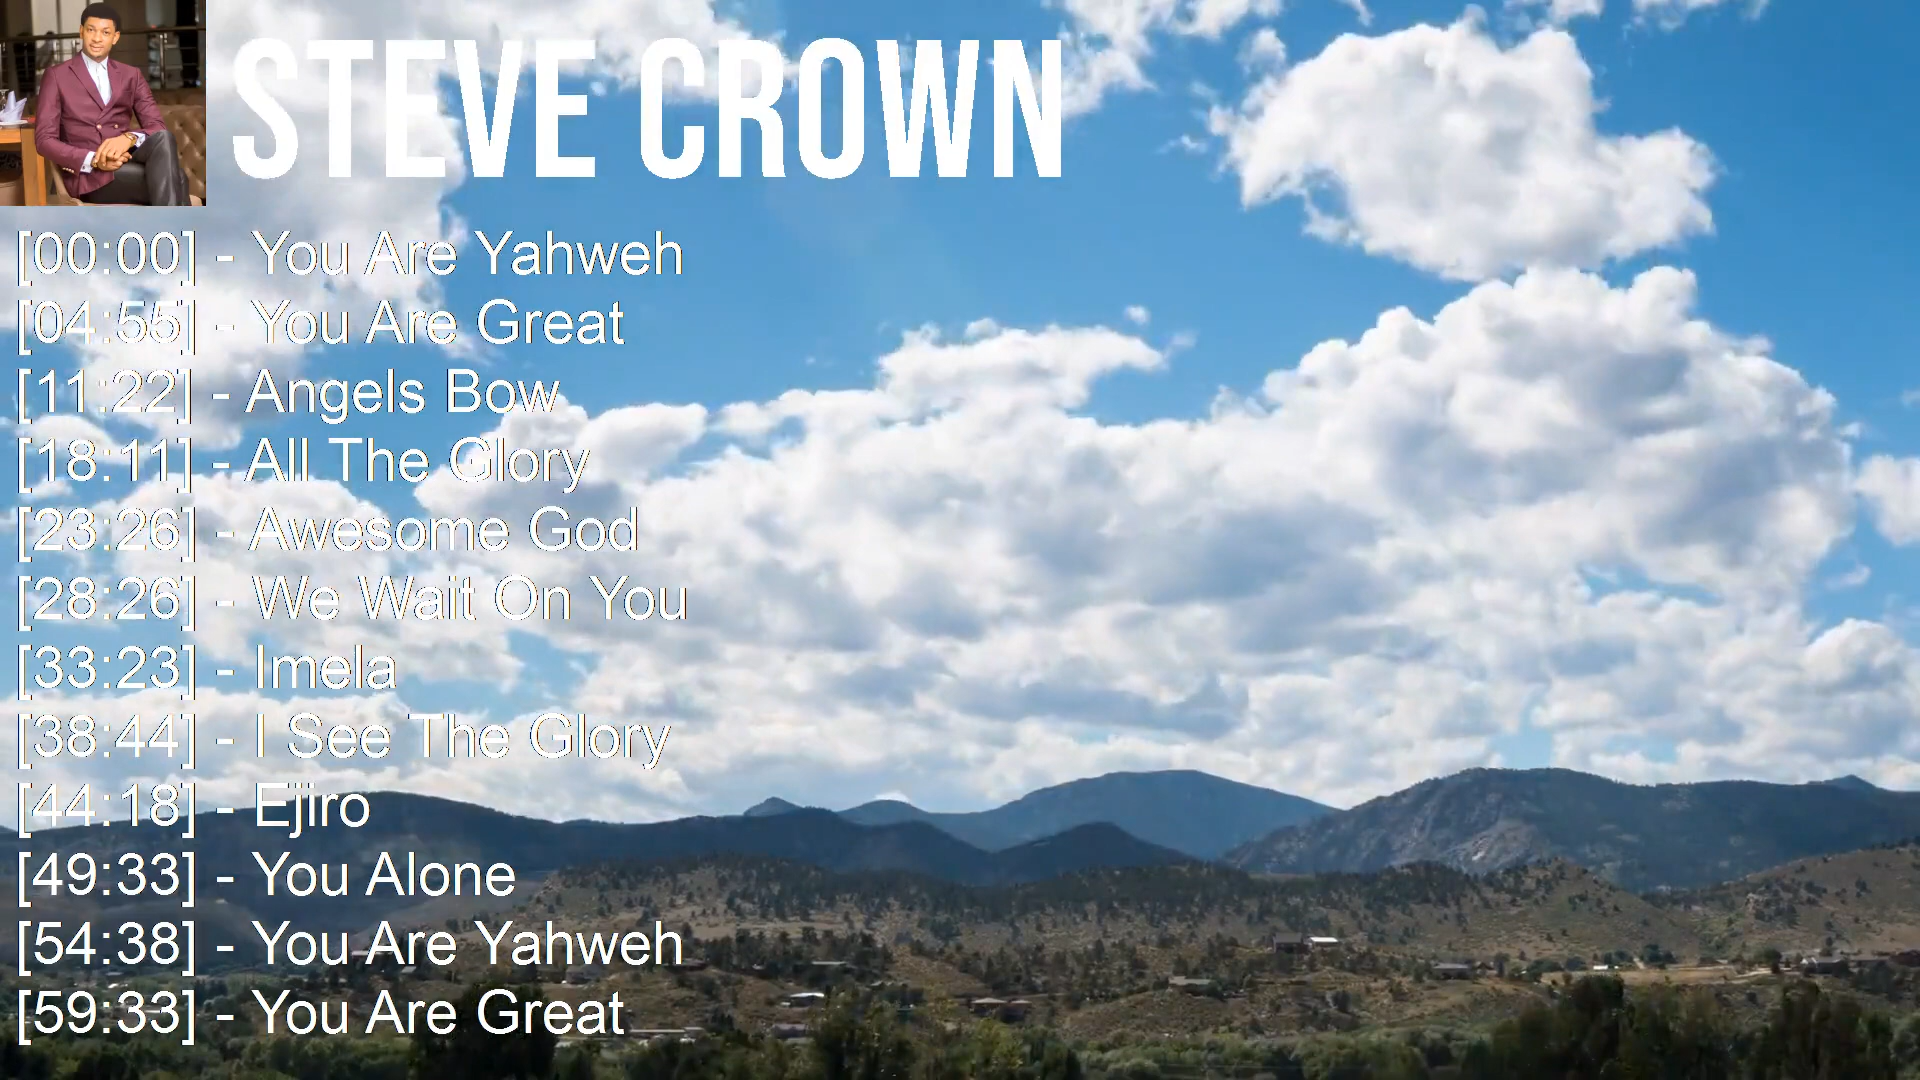 STEVE CROWN
[00:00] - You Are Yahweh
[04:55] - You Are Great
[11:22] - Angels Bow
[18:11] - All The Glory
[23:26] - Awesome God
[28:26] - We Wait On You
[33:23] - Imela
[38:44] - I See The Glory
[44:18] - Ejiro
[49:33] - You Alone
[54:38] - You Are Yahweh
[59:33] - You Are Great